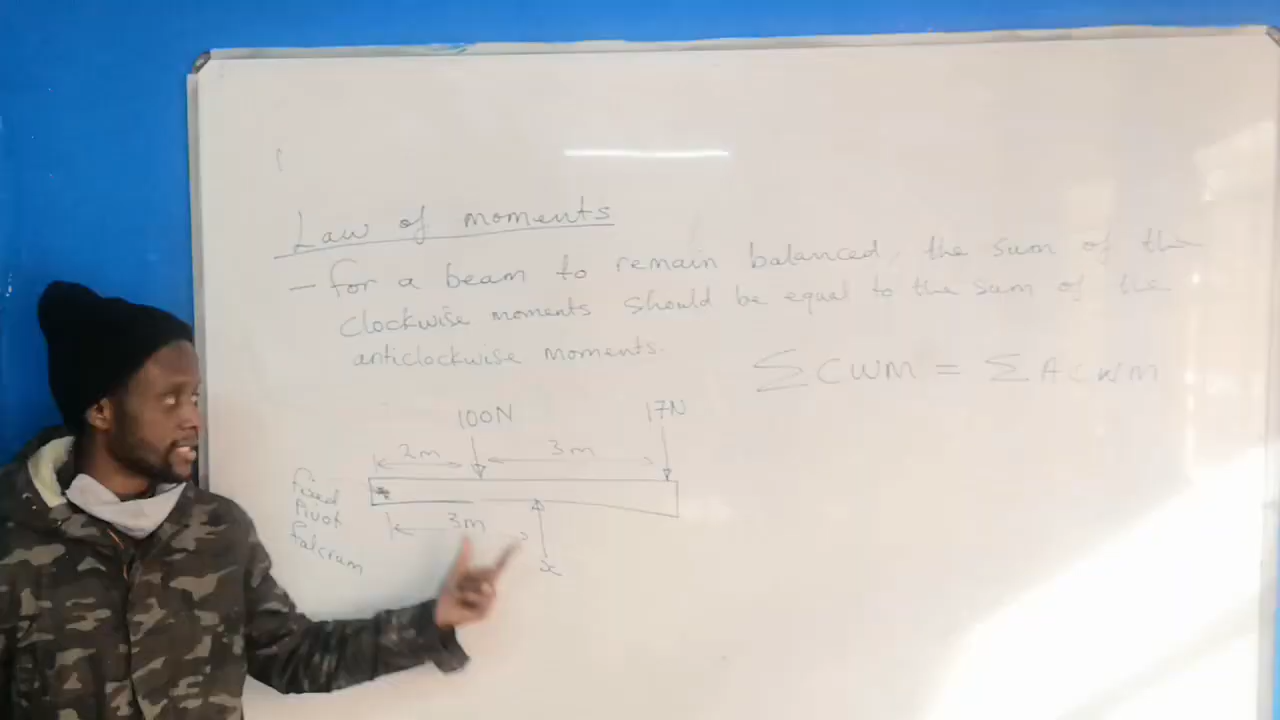 Law of moments
- for a beam to remain balanced, the sum of the
clockwise moments should be equal to the sum of the
anticlockwise moments.
∑CWM = ∑ACWM
100N 17N
2m 3m
fixed
Pivot
fulcrum
3m
x